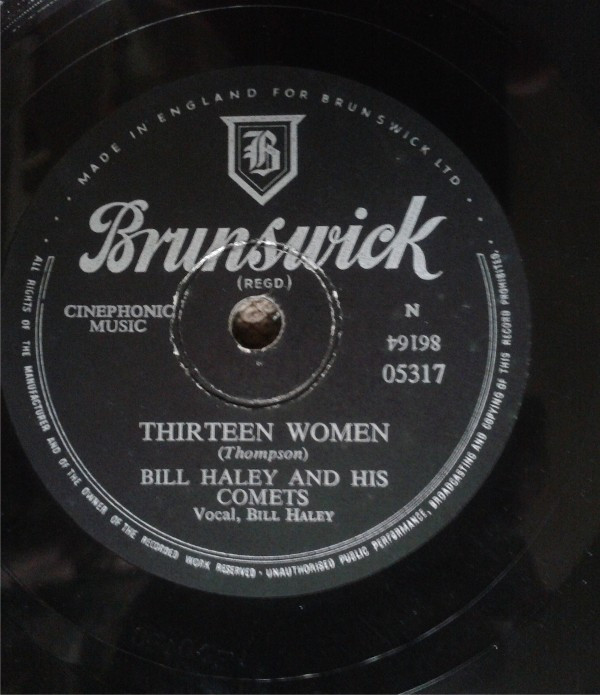 MADE IN ENGLAND FOR BRUNSWICK LTD.
B
Brunswick
(REGD.)
CINEPHONIC
MUSIC
N
86164
05317
THIRTEEN WOMEN
(Thompson)
BILL HALEY AND HIS
COMETS
Vocal, BILL HALEY
ALL RIGHTS OF THE MANUFACTURER AND OF THE OWNER OF THE RECORDED WORK RESERVED · UNAUTHORISED PUBLIC PERFORMANCE, BROADCASTING AND COPYING OF THIS RECORD PROHIBITED.